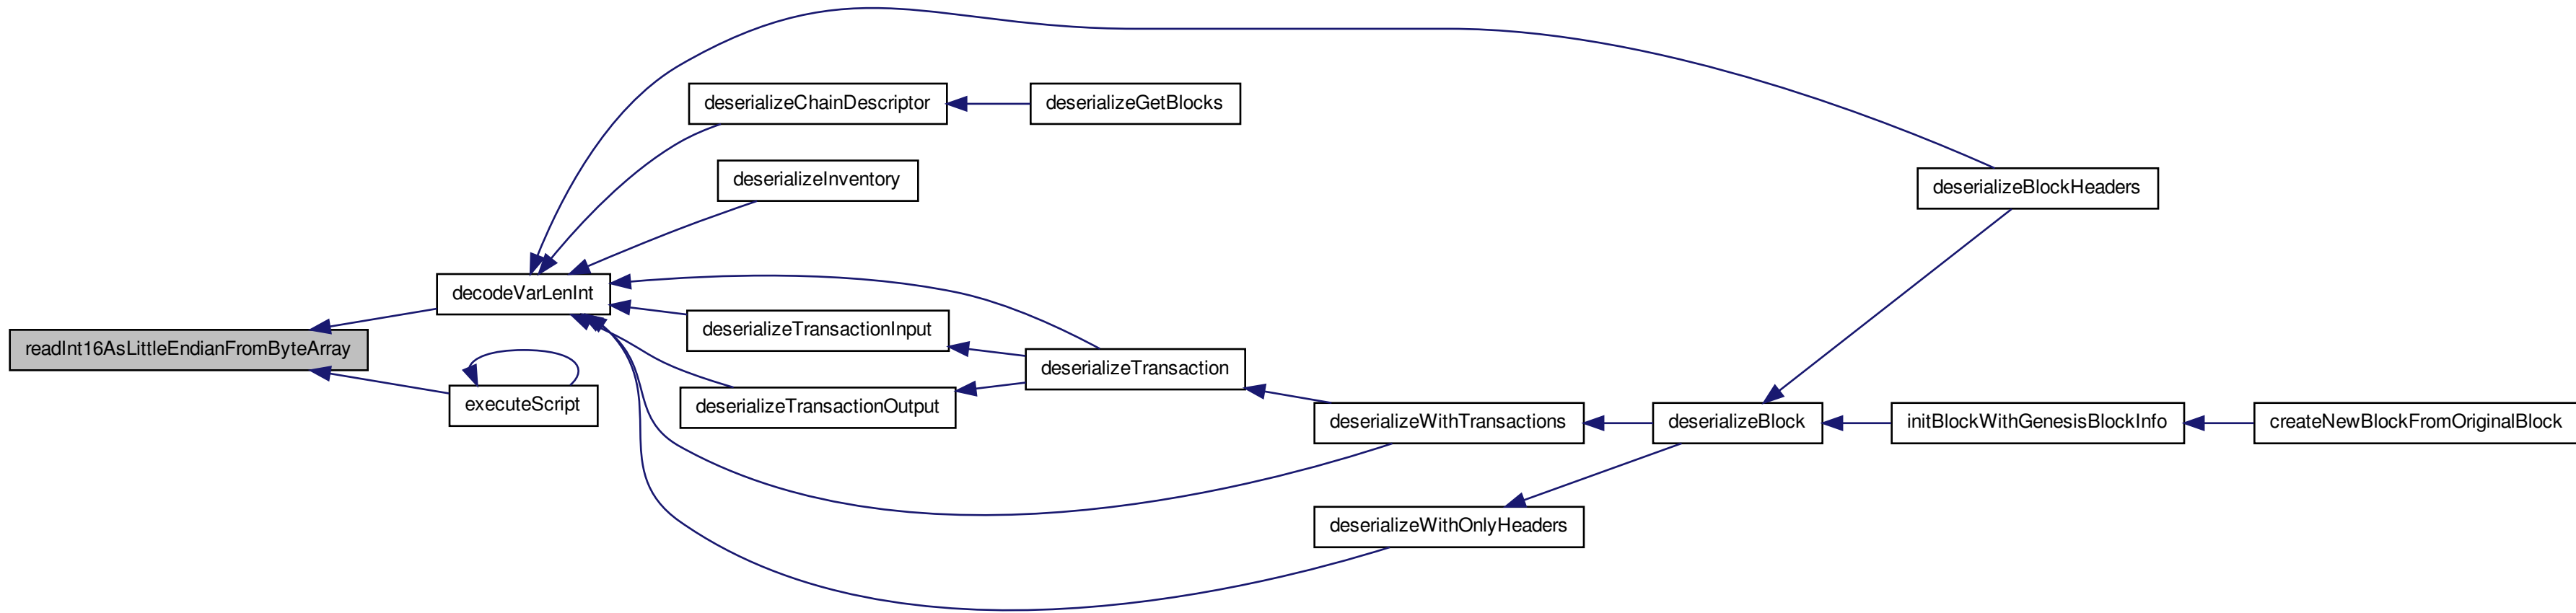 deserializeChainDescriptor
deserializeGetBlocks
deserializeInventory
deserializeBlockHeaders
decodeVarLenInt
deserializeTransactionInput
readInt16AsLittleEndianFromByteArray
deserializeTransaction
executeScript
deserializeTransactionOutput
deserializeWithTransactions
deserializeBlock
initBlockWithGenesisBlockInfo
createNewBlockFromOriginalBlock
deserializeWithOnlyHeaders